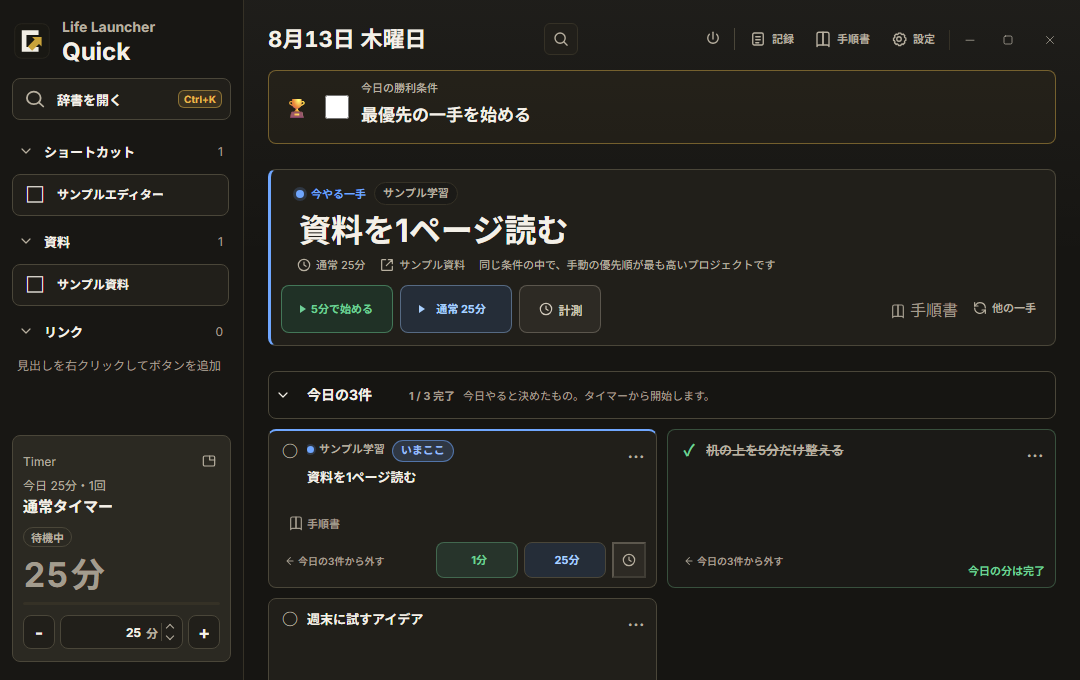 Life Launcher
Quick
辞書を開く Ctrl+K
ショートカット 1
サンプルエディター
資料 1
サンプル資料
リンク 0
見出しを右クリックしてボタンを追加
Timer
今日 25分・1回
通常タイマー
待機中
25分
- 25 分 +
8月13日 木曜日
記録 手順書 設定
今日の勝利条件
最優先の一手を始める
今やる一手 サンプル学習
資料を1ページ読む
通常 25分 サンプル資料 同じ条件の中で、手動の優先順が最も高いプロジェクトです
5分で始める 通常 25分 計測 手順書 他の一手
今日の3件 1 / 3 完了 今日やると決めたもの。タイマーから開始します。
サンプル学習 いまここ
資料を1ページ読む
手順書
← 今日の3件から外す 1分 25分
机の上を5分だけ整える
← 今日の3件から外す 今日の分は完了
週末に試すアイデア